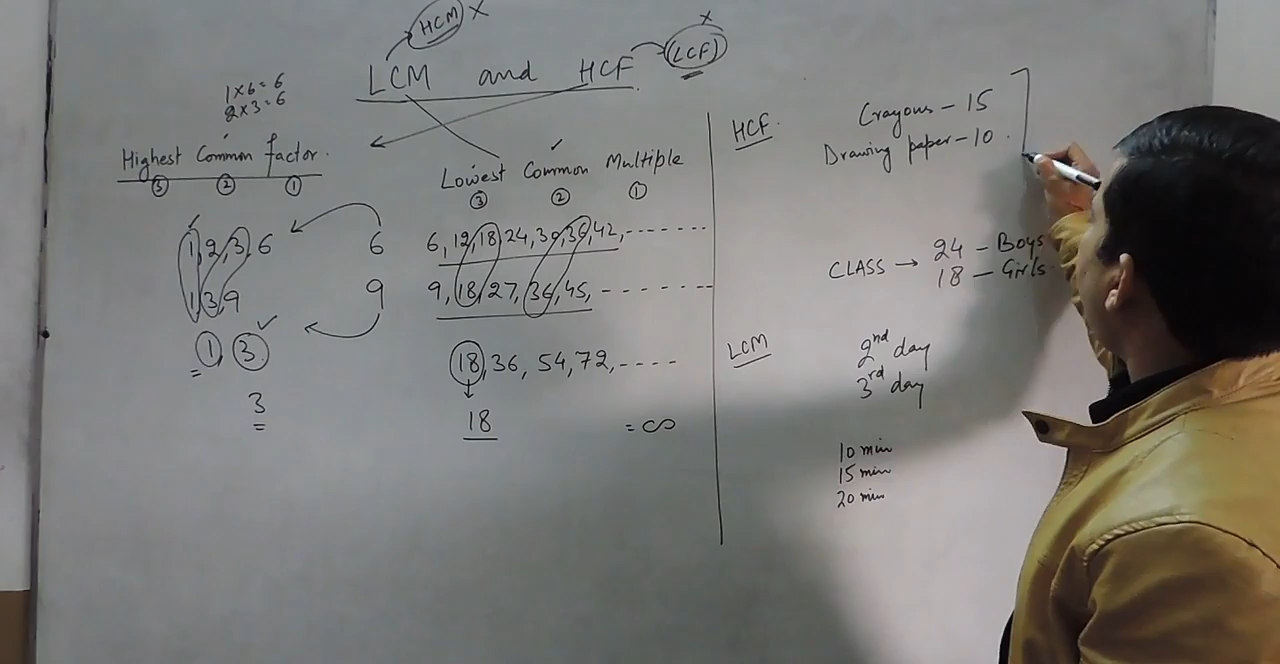 HCM X
X
(LCF)
LCM and HCF
1 x 6 = 6
2 x 3 = 6
Highest Common factor.
③ ② ①
Lowest Common Multiple
③ ② ①
1, 2, 3, 6
6
6, 12, 18, 24, 30, 36, 42, -------
1, 3, 9
9
9, 18, 27, 36, 45, -------
1, 3.
3
18, 36, 54, 72, ----
18
= ∞
HCF.
Crayons - 15
Drawing paper - 10
CLASS → 24 - Boys
18 - Girls
LCM
2nd day
3rd day
10 min
15 min
20 min